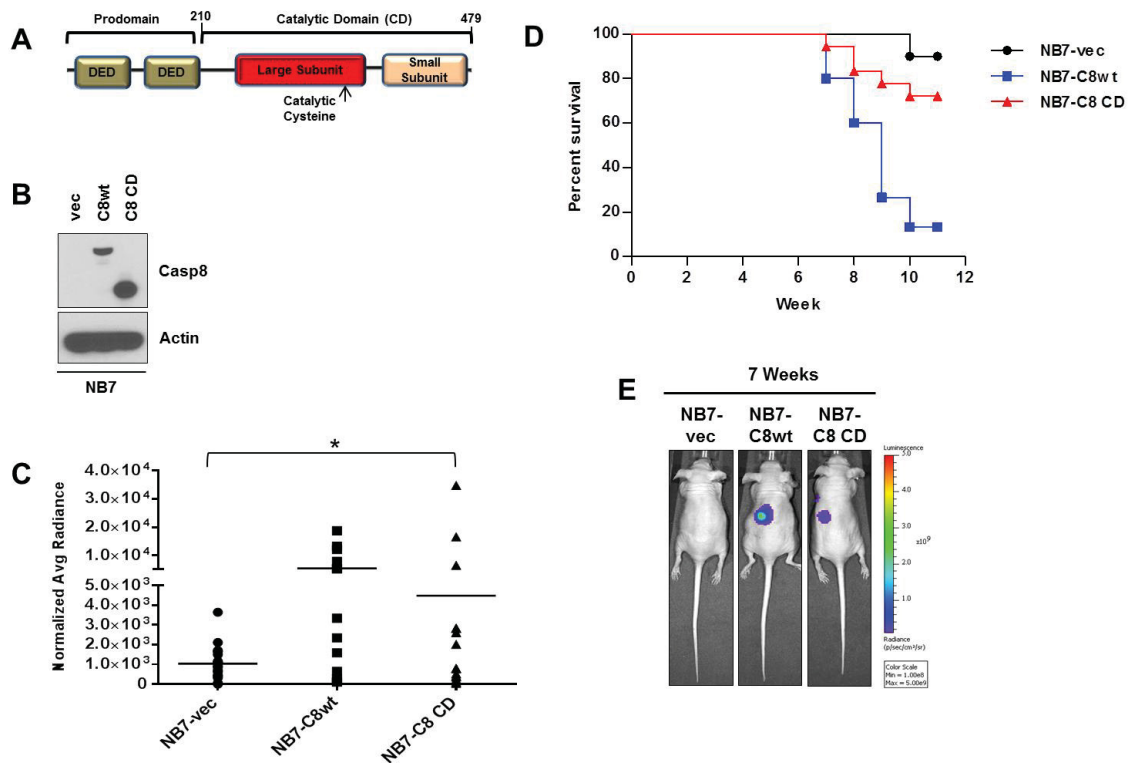 A
Prodomain
210
Catalytic Domain (CD)
479
DED
DED
Large Subunit
Small
Subunit
Catalytic
Cysteine
B
vec
C8wt
C8 CD
Casp8
Actin
NB7
C
*
Normalized Avg Radiance
4.0×10⁴
3.0×10⁴
2.0×10⁴
1.0×10⁴
5.0×10³
4.0×10³
3.0×10³
2.0×10³
1.0×10³
0
NB7-vec
NB7-C8wt
NB7-C8 CD
D
Percent survival
100
80
60
40
20
0
0 2 4 6 8 10 12
Week
NB7-vec
NB7-C8wt
NB7-C8 CD
E
7 Weeks
NB7-
vec
NB7-
C8wt
NB7-
C8 CD
Luminescence
5.0
4.0
3.0
x10⁹
2.0
1.0
Radiance
(p/sec/cm²/sr)
Color Scale
Min = 1.00e8
Max = 5.00e9